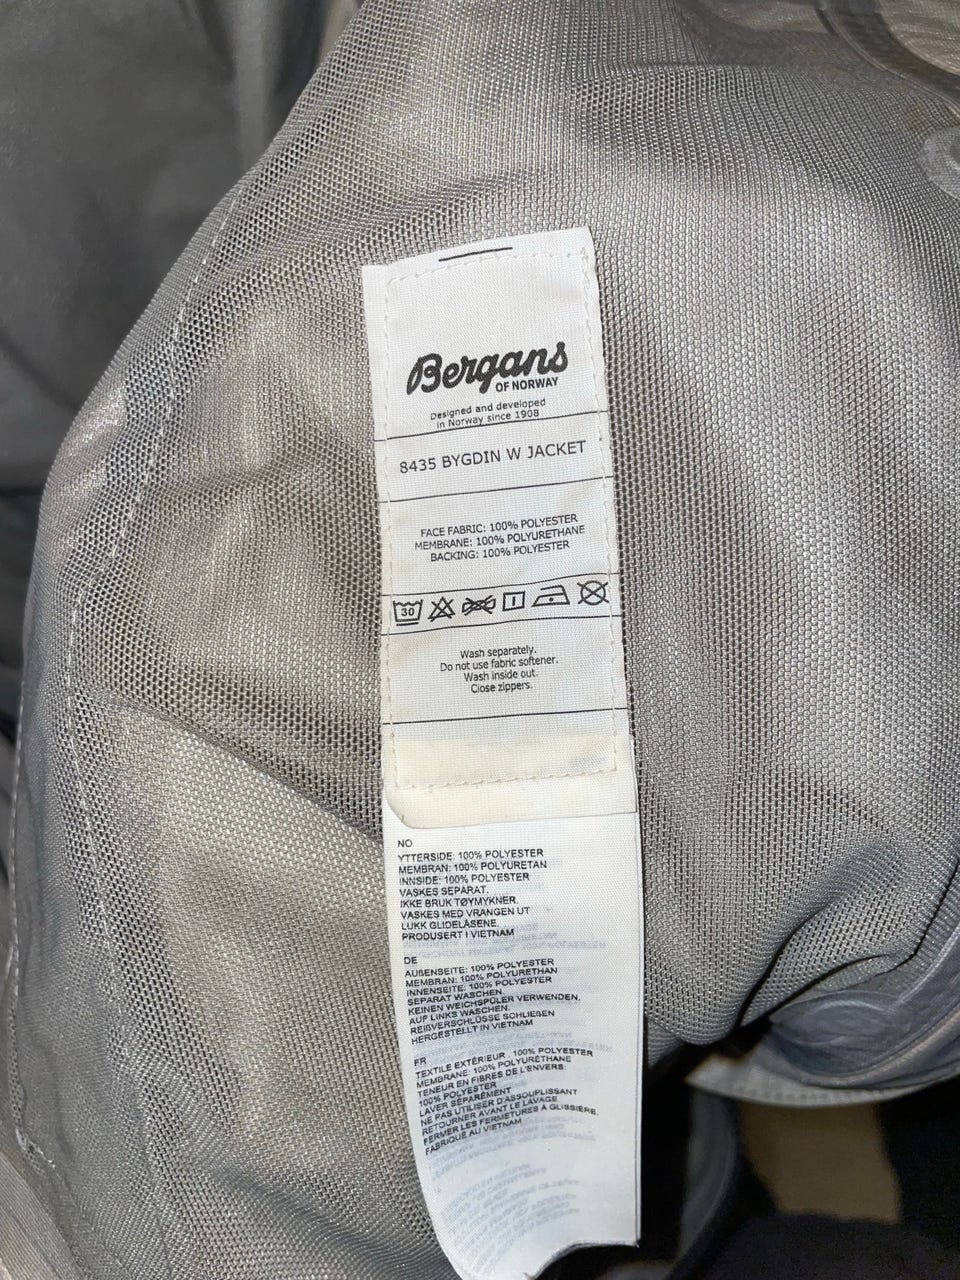 Bergans
OF NORWAY
Designed and developed
in Norway since 1908
8435 BYGDIN W JACKET
FACE FABRIC: 100% POLYESTER
MEMBRANE: 100% POLYURETHANE
BACKING: 100% POLYESTER
30
Wash separately.
Do not use fabric softener.
Wash inside out.
Close zippers.
NO
YTTERSIDE: 100% POLYESTER
MEMBRAN: 100% POLYURETAN
INNSIDE: 100% POLYESTER
VASKES SEPARAT.
IKKE BRUK TØYMYKNER.
VASKES MED VRANGEN UT
LUKK GLIDELÅSENE.
PRODUSERT I VIETNAM
DE
AUßENSEITE: 100% POLYESTER
MEMBRAN: 100% POLYURETHAN
INNENSEITE: 100% POLYESTER
SEPARAT WASCHEN.
KEINEN WEICHSPÜLER VERWENDEN.
AUF LINKS WASCHEN.
REIßVERSCHLÜSSE SCHLIEßEN
HERGESTELLT IN VIETNAM
FR
TEXTILE EXTÉRIEUR : 100% POLYESTER
MEMBRANE: 100% POLYURÉTHANE
TENEUR EN FIBRES DE L'ENVERS:
100% POLYESTER
LAVER SÉPARÉMENT
NE PAS UTILISER D'ASSOUPLISSANT
RETOURNER AVANT LE LAVAGE.
FERMER LES FERMETURES À GLISSIÈRE.
FABRIQUÉ AU VIETNAM